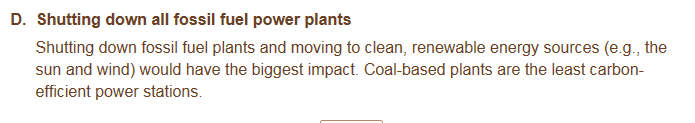 D. Shutting down all fossil fuel power plants
Shutting down fossil fuel plants and moving to clean, renewable energy sources (e.g., the
sun and wind) would have the biggest impact. Coal-based plants are the least carbon-
efficient power stations.